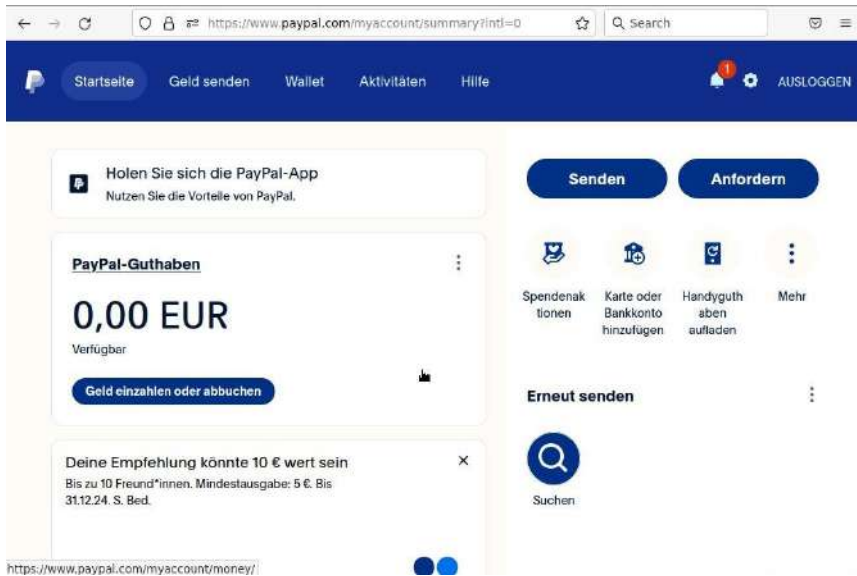 https://www.paypal.com/myaccount/summary?intl=0
Search
Startseite
Geld senden
Wallet
Aktivitäten
Hilfe
1
AUSLOGGEN
Holen Sie sich die PayPal-App
Nutzen Sie die Vorteile von PayPal.
PayPal-Guthaben
0,00 EUR
Verfügbar
Geld einzahlen oder abbuchen
Deine Empfehlung könnte 10 € wert sein
Bis zu 10 Freund*innen. Mindestausgabe: 5 €. Bis
31.12.24. S. Bed.
Senden
Anfordern
Spendenak
tionen
Karte oder
Bankkonto
hinzufügen
Handyguth
aben
aufladen
Mehr
Erneut senden
Suchen
https://www.paypal.com/myaccount/money/